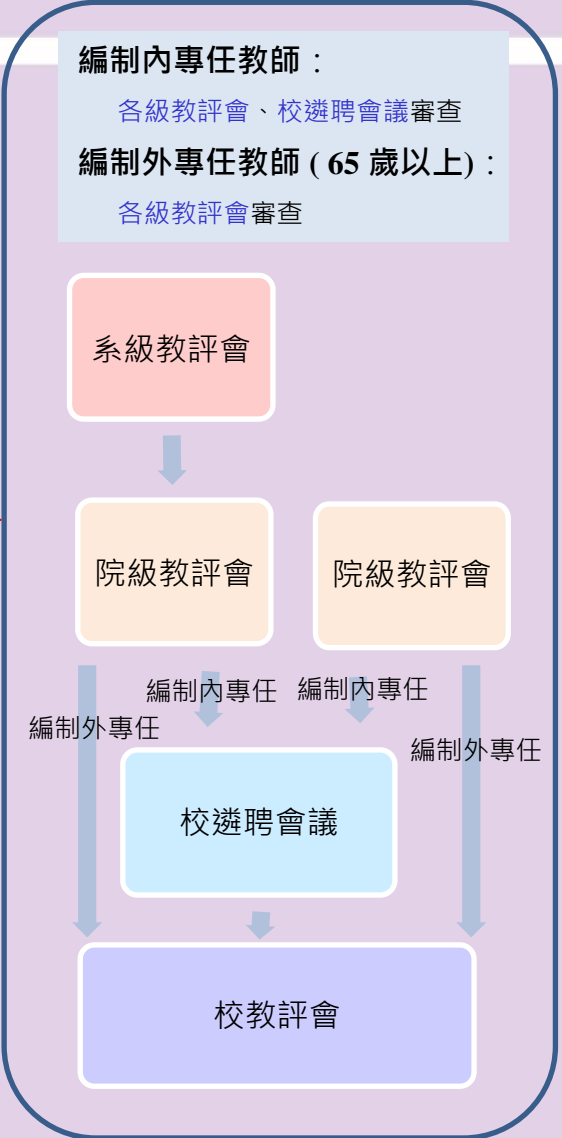 編制內專任教師：
各級教評會、校遴聘會議審查
編制外專任教師 ( 65 歲以上)：
各級教評會審查
系級教評會
院級教評會
院級教評會
編制內專任
編制內專任
編制外專任
編制外專任
校遴聘會議
校教評會